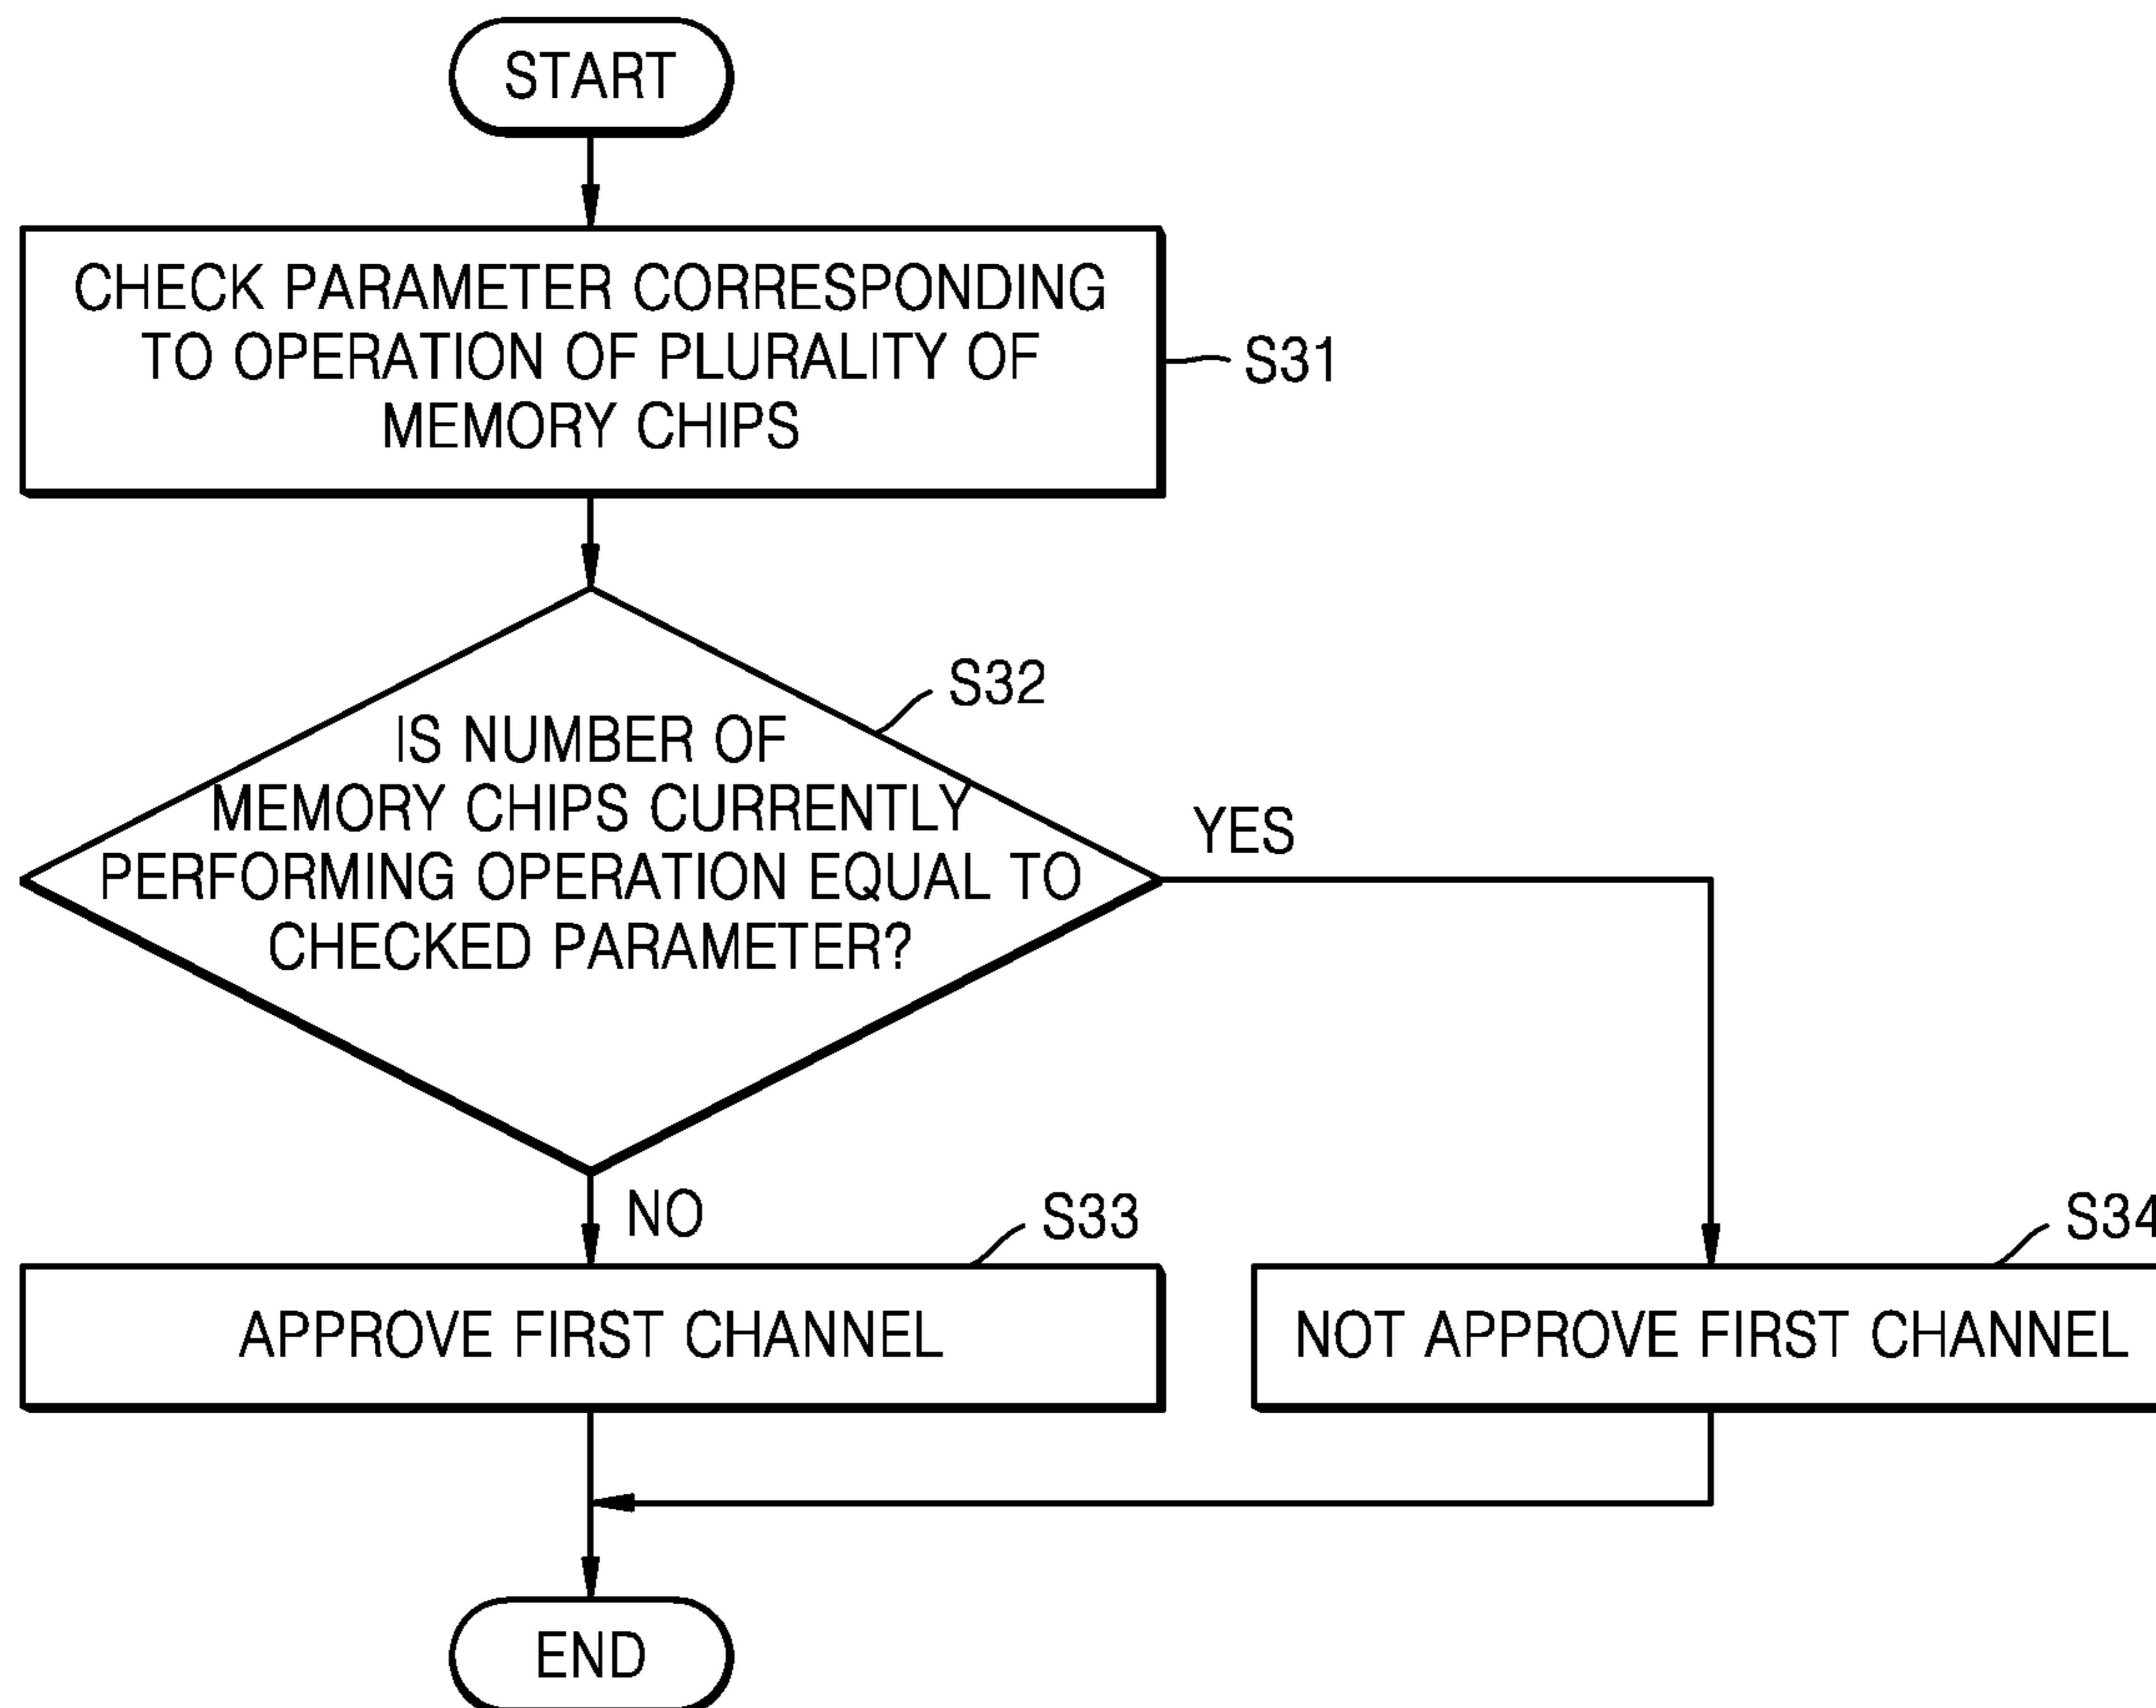 START
CHECK PARAMETER CORRESPONDING
TO OPERATION OF PLURALITY OF
MEMORY CHIPS
S31
S32
IS NUMBER OF
MEMORY CHIPS CURRENTLY
PERFORMING OPERATION EQUAL TO
CHECKED PARAMETER?
YES
NO
S33
S34
APPROVE FIRST CHANNEL
NOT APPROVE FIRST CHANNEL
END